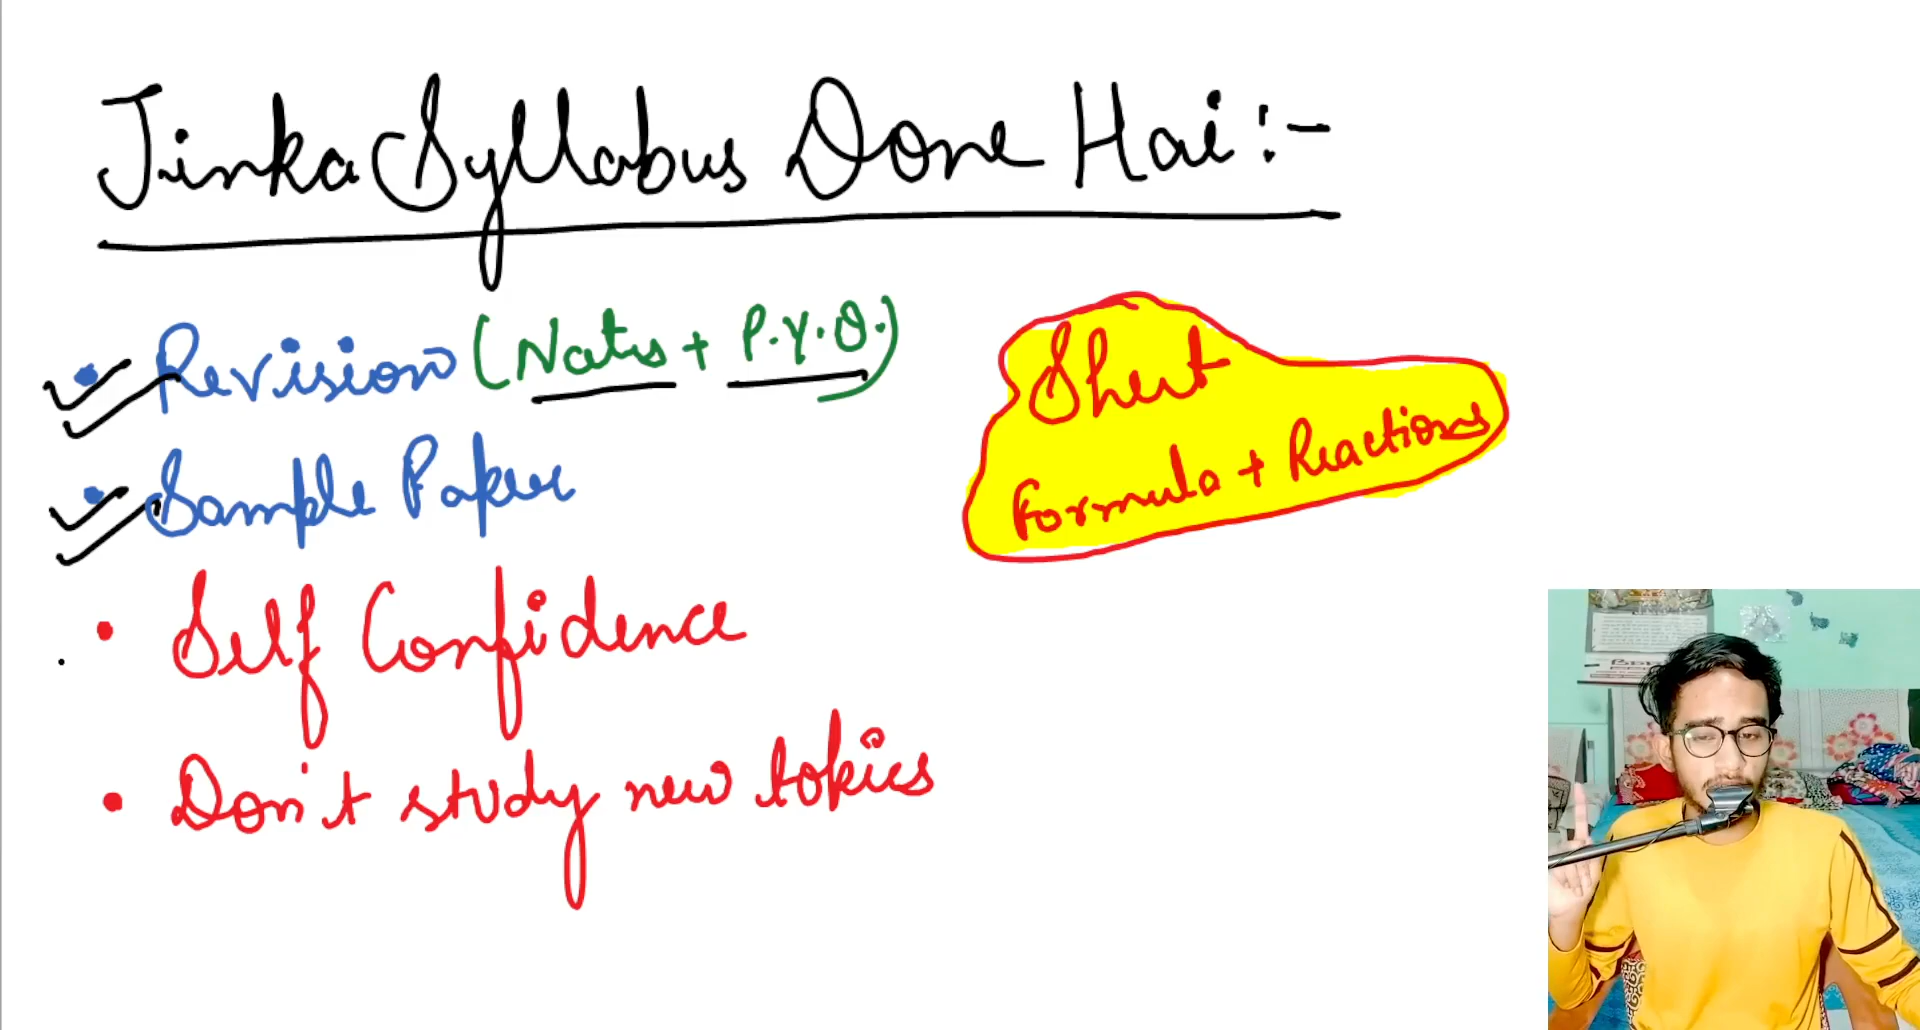 Jinka Syllabus Done Hai :-
• Revision (Notes + P.Y.Q.)
• Sample Paper
• Self Confidence
• Don't study new topics
Sheet
Formula + Reactions